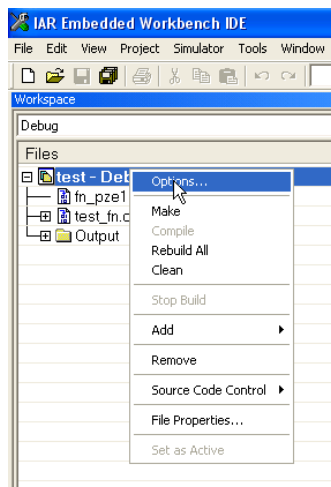 IAR Embedded Workbench IDE
File Edit View Project Simulator Tools Window
Workspace
Debug
Files
test - Deb
Options...
fn_pze1
Make
test_fn.c
Compile
Output
Rebuild All
Clean
Stop Build
Add
Remove
Source Code Control
File Properties...
Set as Active